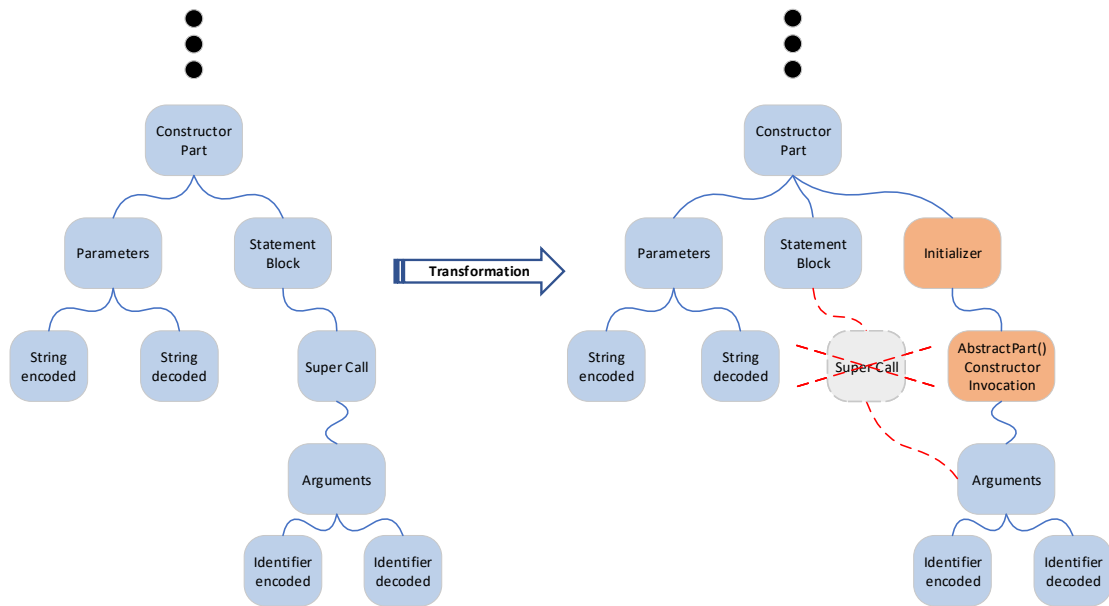 Constructor
Part
Parameters
Statement
Block
String
encoded
String
decoded
Super Call
Arguments
Identifier
encoded
Identifier
decoded
Transformation
Constructor
Part
Parameters
Statement
Block
Initializer
String
encoded
String
decoded
Super Call
AbstractPart()
Constructor
Invocation
Arguments
Identifier
encoded
Identifier
decoded